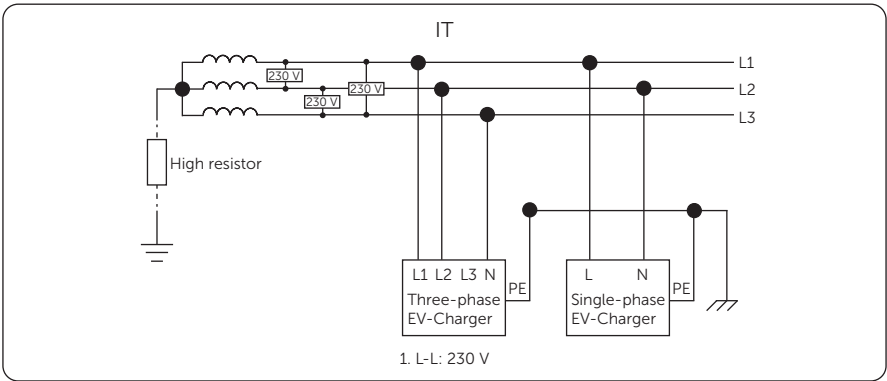 IT
L1
230 V
230 V
L2
230 V
L3
High resistor
L1 L2 L3 N
PE
Three-phase
EV-Charger
L N
PE
Single-phase
EV-Charger
1. L-L: 230 V